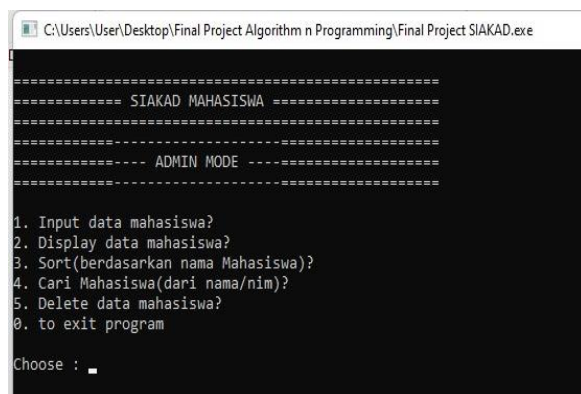 C:\Users\User\Desktop\Final Project Algorithm n Programming\Final Project SIAKAD.exe
===================================================
============= SIAKAD MAHASISWA ====================
===================================================
============--------------------===================
============---- ADMIN MODE ----===================
============--------------------===================
1. Input data mahasiswa?
2. Display data mahasiswa?
3. Sort(berdasarkan nama Mahasiswa)?
4. Cari Mahasiswa(dari nama/nim)?
5. Delete data mahasiswa?
0. to exit program
Choose : _